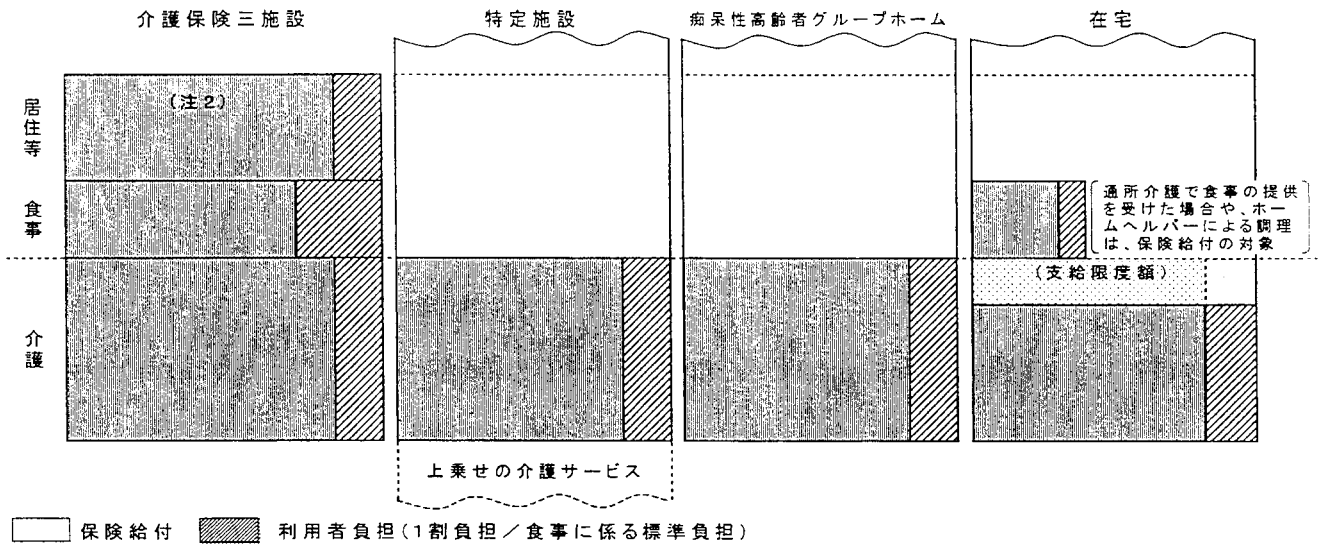 介護保険三施設
特定施設
痴呆性高齢者グループホーム
在宅
居住等
(注2)
食事
通所介護で食事の提供
を受けた場合や、ホー
ムヘルパーによる調理
は、保険給付の対象
(支給限度額)
介護
上乗せの介護サービス
保険給付
利用者負担(1割負担/食事に係る標準負担)